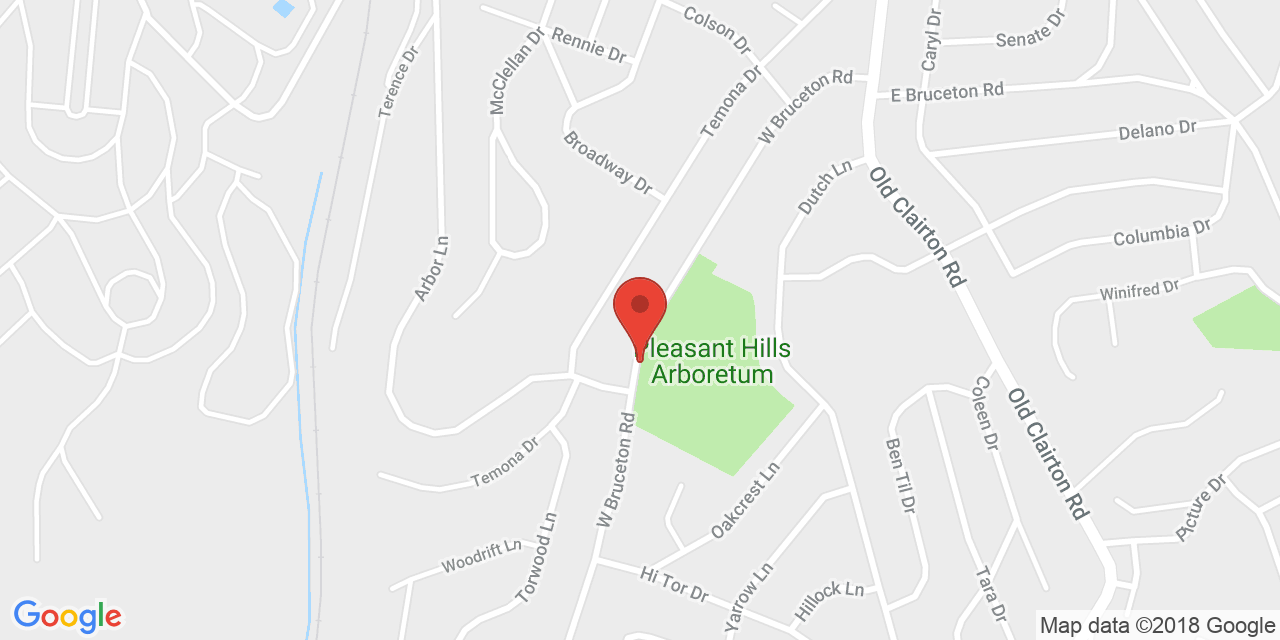 Colson Dr
Rennie Dr
McClellan Dr
Terence Dr
Temona Dr
W Bruceton Rd
Caryl Dr
Senate Dr
E Bruceton Rd
Delano Dr
Broadway Dr
Dutch Ln
Old Clairton Rd
Columbia Dr
Arbor Ln
Winifred Dr
Pleasant Hills
Arboretum
Old Clairton Rd
Coleen Dr
Temona Dr
W Bruceton Rd
Ben Til Dr
Oakcrest Ln
Picture Dr
Woodrift Ln
Torwood Ln
Hi Tor Dr
Yarrow Ln
Hillock Ln
Tara Dr
Google
Map data ©2018 Google